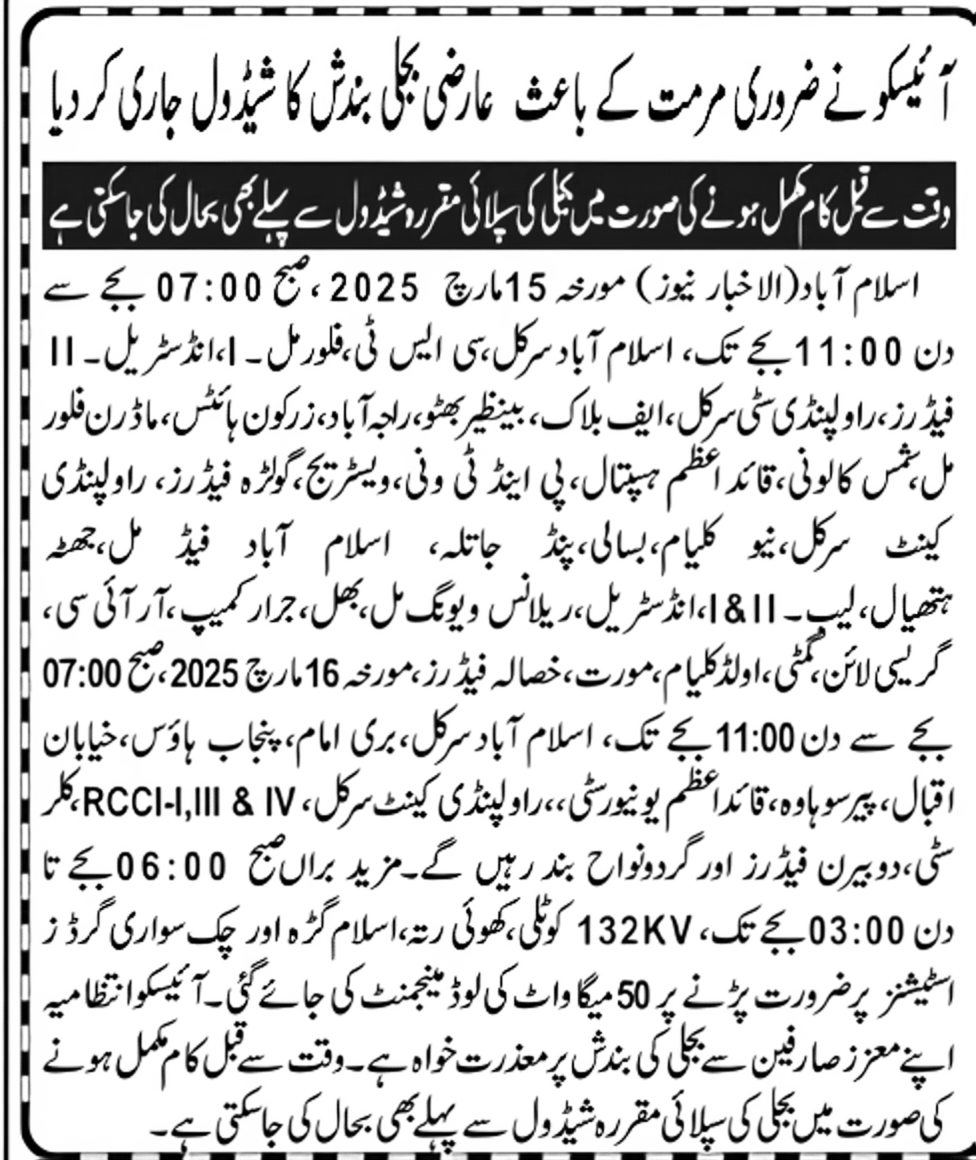 آئیسکو نے ضروری مرمت کے باعث عارضی بجلی بندش کا شیڈول جاری کر دیا
وقت سے قبل کام مکمل ہونے کی صورت میں بجلی کی سپلائی مقررہ شیڈول سے پہلے بھی بحال کی جاسکتی ہے
اسلام آباد (الاخبار نیوز) مورخہ 15 مارچ 2025، صبح 07:00 بجے سے
دن 11:00 بجے تک، اسلام آباد سرکل، سی ایس ٹی، فلور مل۔I، انڈسٹریل۔II
فیڈرز، راولپنڈی سٹی سرکل، ایف بلاک، بینظیر بھٹو، راجہ آباد، زرکون ہائٹس، ماڈرن فلور
مل، شمس کالونی، قائد اعظم ہسپتال، پی اینڈ ٹی ونی، ویسٹریج، گولڑہ فیڈرز، راولپنڈی
کینٹ سرکل، نیو کلیام، بسالی، پنڈ جاتلہ، اسلام آباد فیڈ مل، جھٹہ
ہتھیال، لیب۔I&II، انڈسٹریل، ریلائنس ویونگ مل، بھل، جرار کمیپ، آر آئی سی،
گریسی لائن، گمٹی، اولڈ کلیام، مورت، خصالہ فیڈرز، مورخہ 16 مارچ 2025، صبح 07:00
بجے سے دن 11:00 بجے تک، اسلام آباد سرکل، بری امام، پنجاب ہاؤس، خیابان
اقبال، پیر سوہاوہ، قائد اعظم یونیورسٹی،، راولپنڈی کینٹ سرکل، RCCI-I,III & IV، کلر
سٹی، دوبیرن فیڈرز اور گردونواح بند رہیں گے۔ مزید براں صبح 06:00 بجے تا
دن 03:00 بجے تک، 132KV کوٹلی، کھوئی رتہ، اسلام گڑہ اور چک سواری گرڈ ز
اسٹیشنز پر ضرورت پڑنے پر 50 میگا واٹ کی لوڈ مینجمنٹ کی جائے گئی۔ آئیسکو انتظامیہ
اپنے معزز صارفین سے بجلی کی بندش پر معذرت خواہ ہے۔ وقت سے قبل کام مکمل ہونے
کی صورت میں بجلی کی سپلائی مقررہ شیڈول سے پہلے بھی بحال کی جاسکتی ہے۔